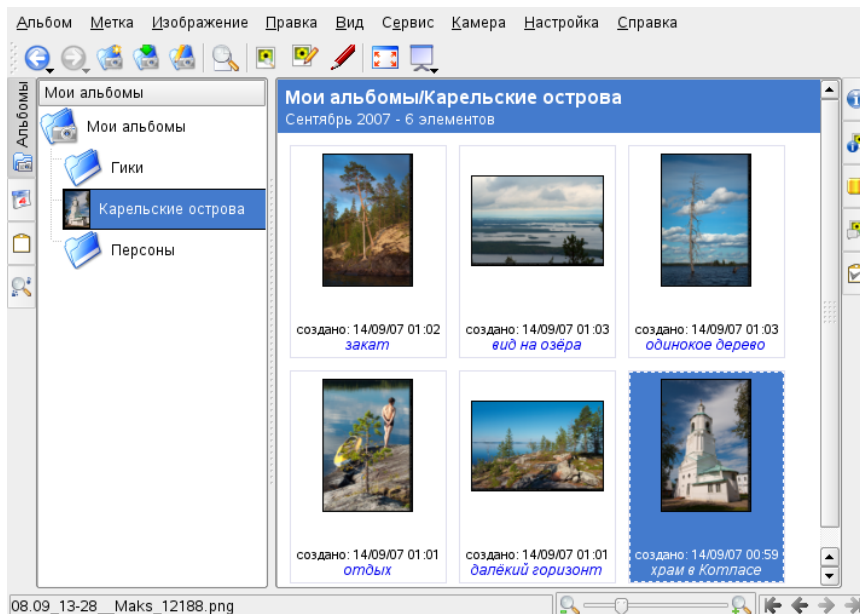 Альбом Метка Изображение Правка Вид Сервис Камера Настройка Справка
Альбомы
Мои альбомы
Мои альбомы
Гики
Карельские острова
Персоны
Мои альбомы/Карельские острова
Сентябрь 2007 - 6 элементов
создано: 14/09/07 01:02
закат
создано: 14/09/07 01:03
вид на озёра
создано: 14/09/07 01:03
одинокое дерево
создано: 14/09/07 01:01
отдых
создано: 14/09/07 01:01
далёкий горизонт
создано: 14/09/07 00:59
храм в Котласе
08.09_13-28__Maks_12188.png